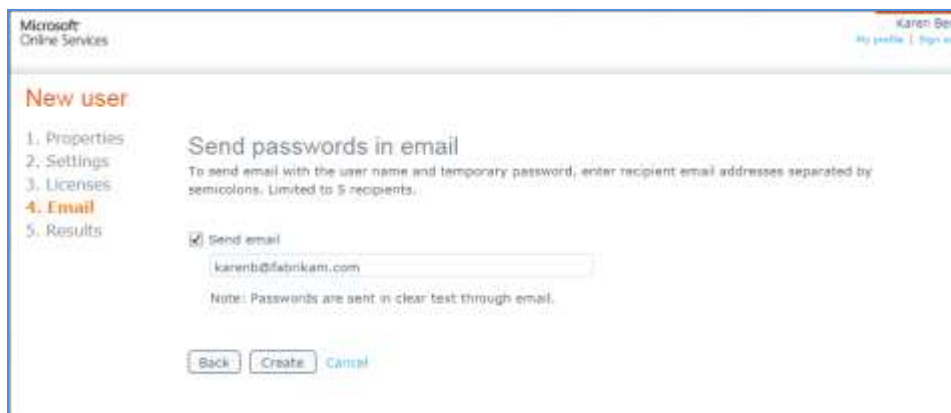 Microsoft
Online Services
Karen Be
My profile | Sign
New user
1. Properties
2. Settings
3. Licenses
4. Email
5. Results
Send passwords in email
To send email with the user name and temporary password, enter recipient email addresses separated by
semicolons. Limited to 5 recipients.
Send email
karenb@fabrikam.com
Note: Passwords are sent in clear text through email.
Back Create Cancel